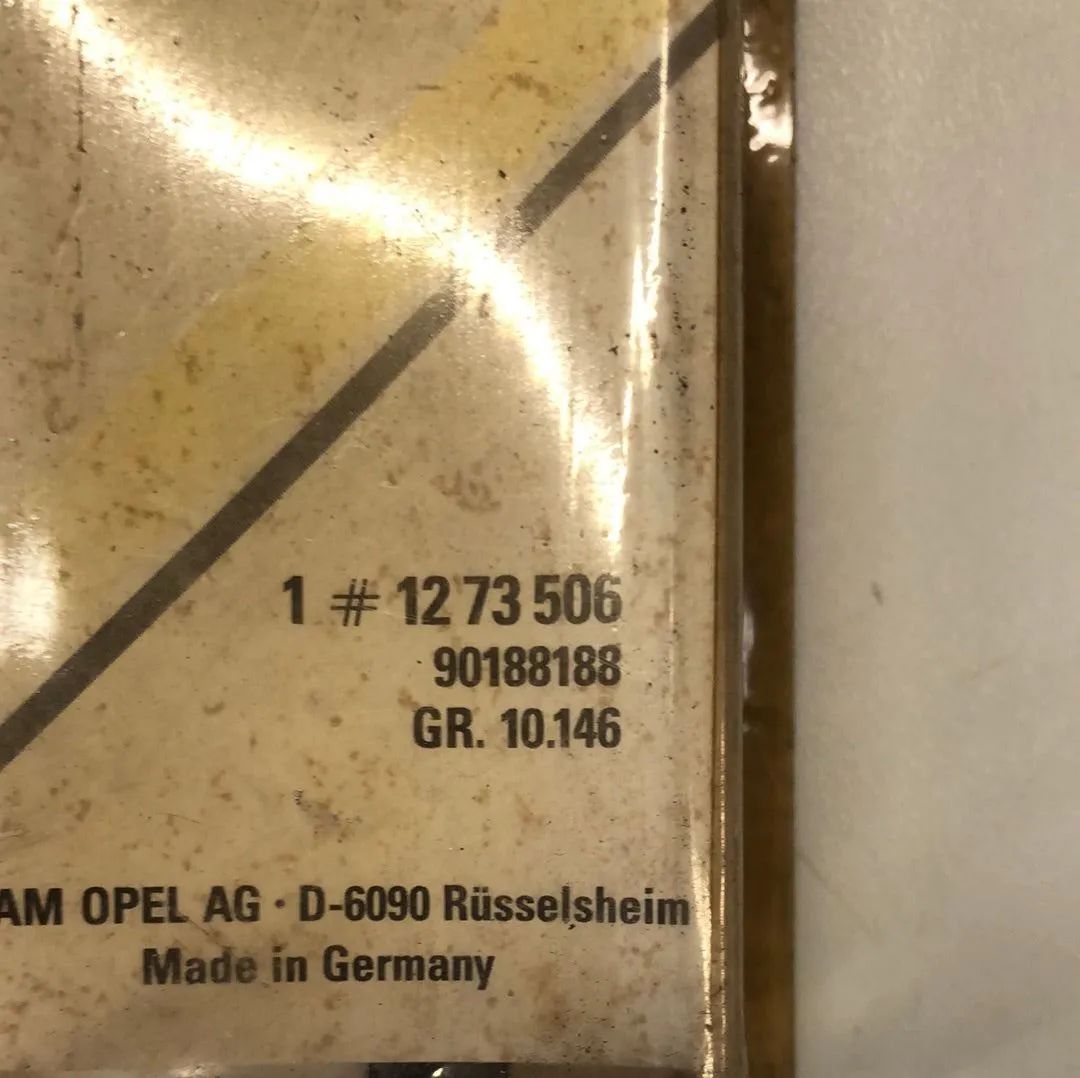 1 # 12 73 506
90188188
GR. 10.146
AM OPEL AG · D-6090 Rüsselsheim
Made in Germany